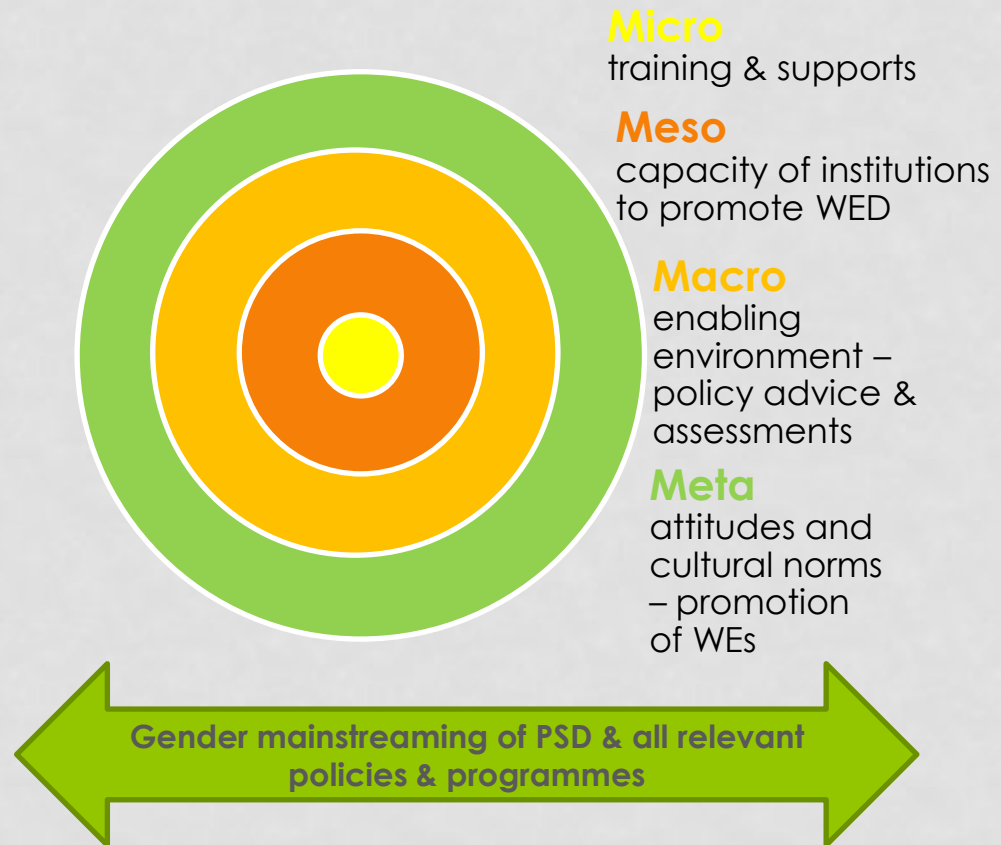 Micro
training & supports
Meso
capacity of institutions
to promote WED
Macro
enabling
environment –
policy advice &
assessments
Meta
attitudes and
cultural norms
– promotion
of WEs
Gender mainstreaming of PSD & all relevant
policies & programmes